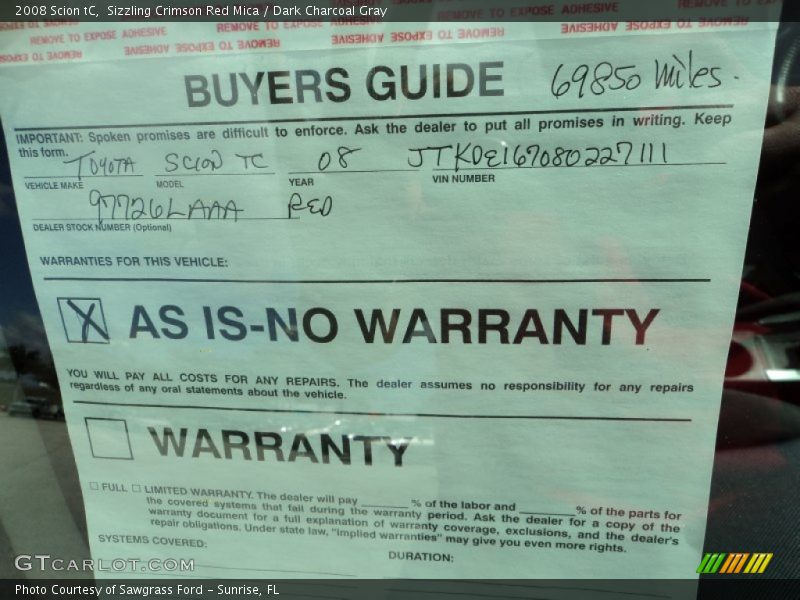 2008 Scion tC, Sizzling Crimson Red Mica / Dark Charcoal Gray
REMOVE TO EXPOSE ADHESIVE
BUYERS GUIDE 69850 Miles.
IMPORTANT: Spoken promises are difficult to enforce. Ask the dealer to put all promises in writing. Keep
this form.
TOYOTA SCION TC 08 JTKDE167080227111
VEHICLE MAKE MODEL YEAR VIN NUMBER
97726LAAA RED
DEALER STOCK NUMBER (Optional)
WARRANTIES FOR THIS VEHICLE:
X AS IS-NO WARRANTY
YOU WILL PAY ALL COSTS FOR ANY REPAIRS. The dealer assumes no responsibility for any repairs
regardless of any oral statements about the vehicle.
WARRANTY
FULL LIMITED WARRANTY. The dealer will pay ______% of the labor and ______% of the parts for
the covered systems that fail during the warranty period. Ask the dealer for a copy of the
warranty document for a full explanation of warranty coverage, exclusions, and the dealer's
repair obligations. Under state law, "implied warranties" may give you even more rights.
SYSTEMS COVERED: DURATION:
GTCARLOT.COM
Photo Courtesy of Sawgrass Ford - Sunrise, FL